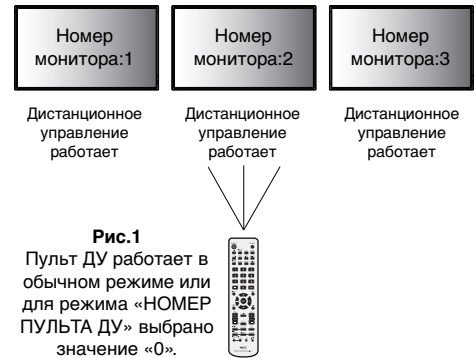 Номер
монитора:1
Номер
монитора:2
Номер
монитора:3
Дистанционное
управление
работает
Дистанционное
управление
работает
Дистанционное
управление
работает
Рис.1
Пульт ДУ работает в
обычном режиме или
для режима «НОМЕР
ПУЛЬТА ДУ» выбрано
значение «0».